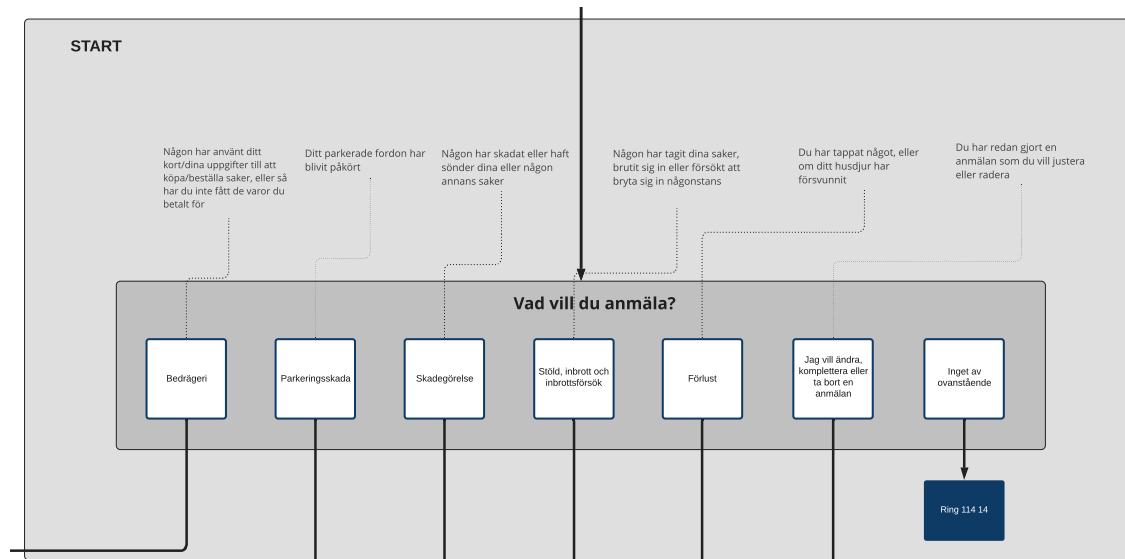 START
Någon har använt ditt
kort/dina uppgifter till att
köpa/beställa saker, eller så
har du inte fått de varor du
betalt för
Ditt parkerade fordon har
blivit påkört
Någon har skadat eller haft
sönder dina eller någon
annans saker
Någon har tagit dina saker,
brutit sig in eller försökt att
bryta sig in någonstans
Du har tappat något, eller
om ditt husdjur har
försvunnit
Du har redan gjort en
anmälan som du vill justera
eller radera
Vad vill du anmäla?
Bedrägeri
Parkeringsskada
Skadegörelse
Stöld, inbrott och
inbrottsförsök
Förlust
Jag vill ändra,
komplettera eller
ta bort en
anmälan
Inget av
ovanstående
Ring 114 14